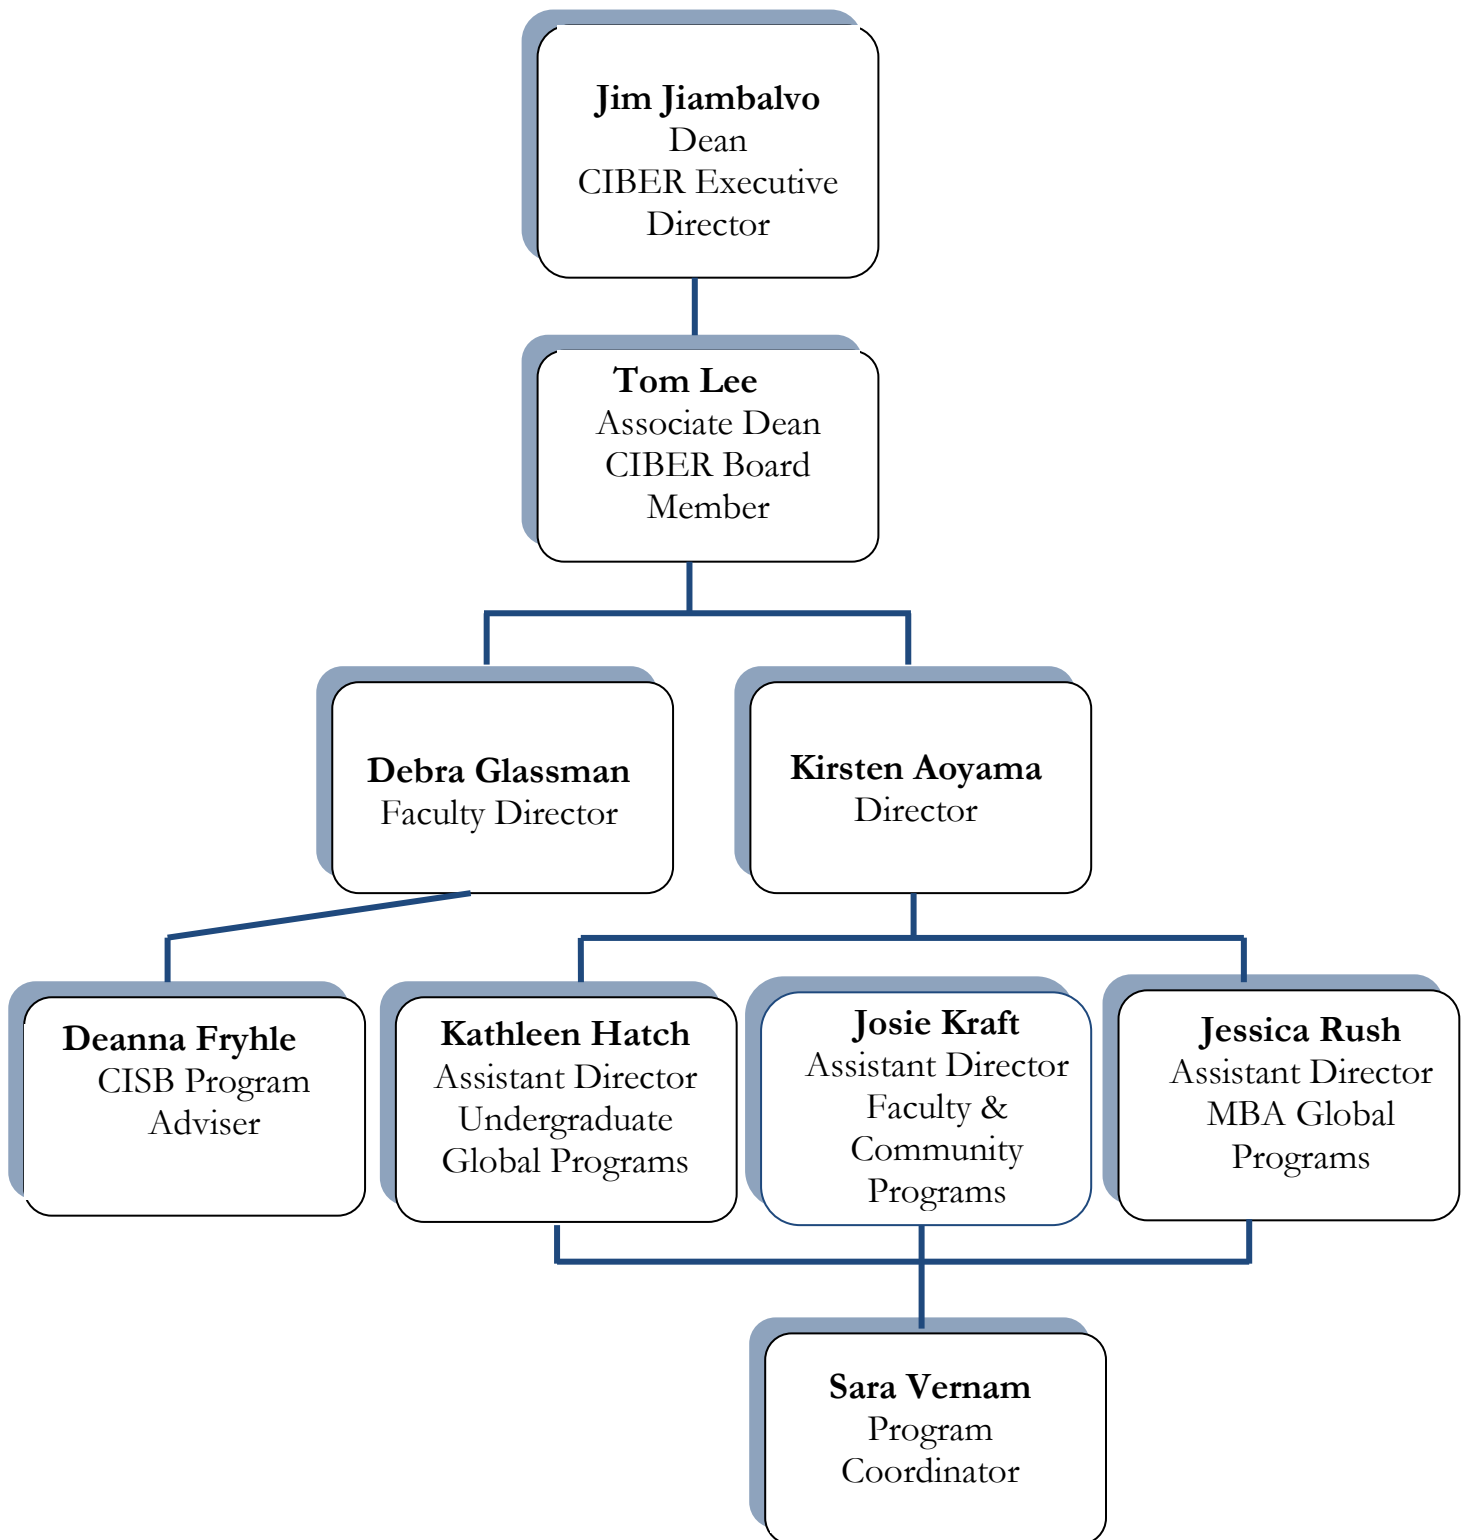 Jim Jiambalvo
Dean
CIBER Executive
Director
Tom Lee
Associate Dean
CIBER Board
Member
Debra Glassman
Faculty Director
Kirsten Aoyama
Director
Deanna Fryhle
CISB Program
Adviser
Kathleen Hatch
Assistant Director
Undergraduate
Global Programs
Josie Kraft
Assistant Director
Faculty &
Community
Programs
Jessica Rush
Assistant Director
MBA Global
Programs
Sara Vernam
Program
Coordinator